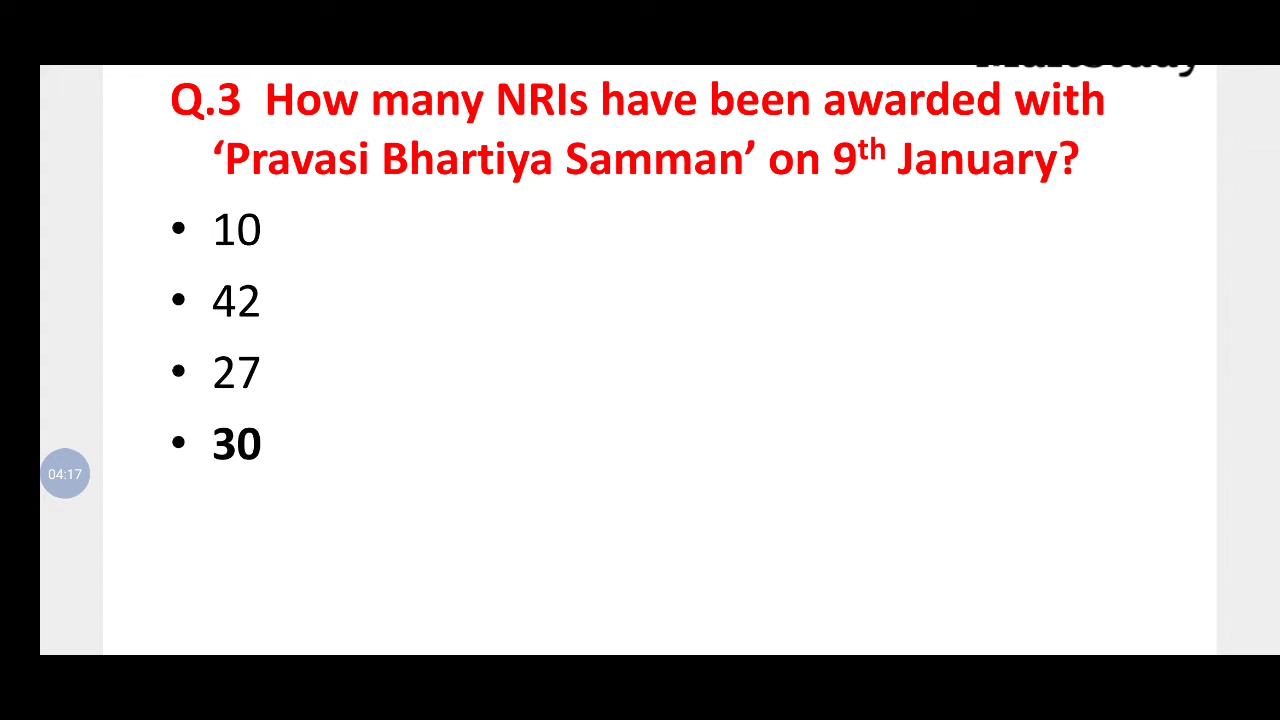 Q.3 How many NRIs have been awarded with
‘Pravasi Bhartiya Samman’ on 9th January?
• 10
• 42
• 27
• 30
04:17